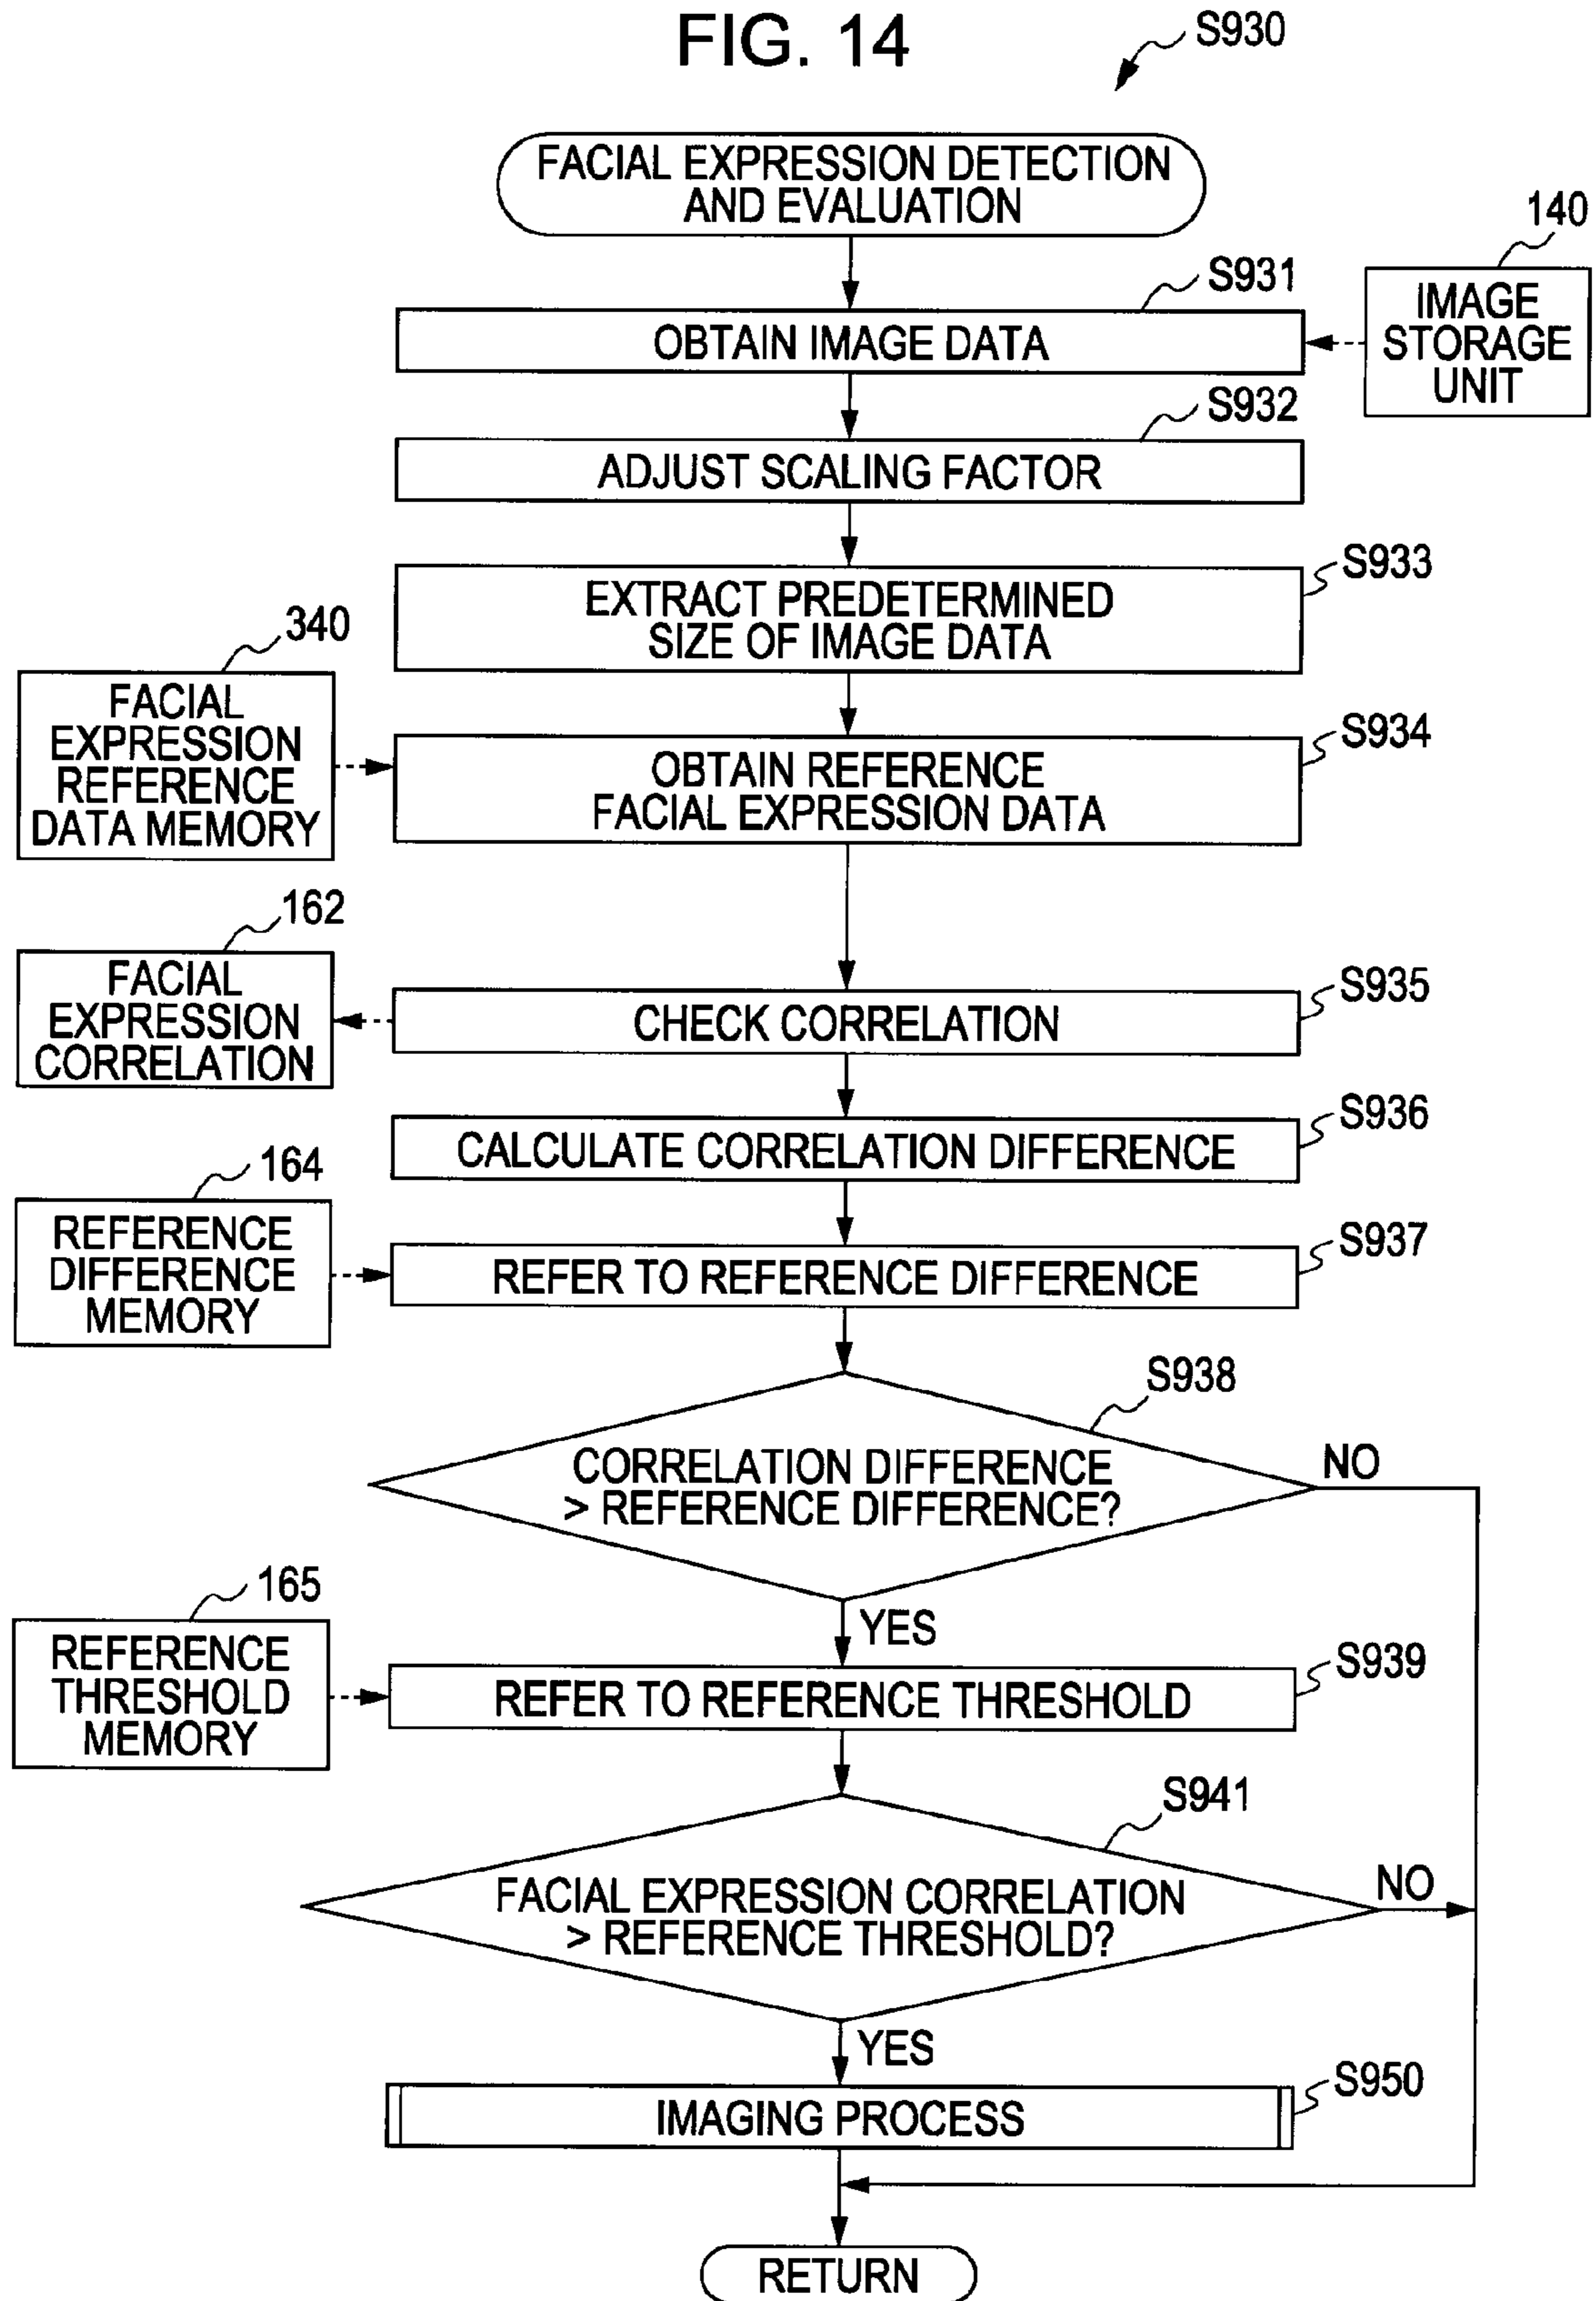 FIG. 14
S930
FACIAL EXPRESSION DETECTION
AND EVALUATION
140
S931
OBTAIN IMAGE DATA
IMAGE
STORAGE
UNIT
S932
ADJUST SCALING FACTOR
S933
EXTRACT PREDETERMINED
SIZE OF IMAGE DATA
340
FACIAL
EXPRESSION
REFERENCE
DATA MEMORY
S934
OBTAIN REFERENCE
FACIAL EXPRESSION DATA
162
FACIAL
EXPRESSION
CORRELATION
S935
CHECK CORRELATION
S936
CALCULATE CORRELATION DIFFERENCE
164
REFERENCE
DIFFERENCE
MEMORY
S937
REFER TO REFERENCE DIFFERENCE
S938
CORRELATION DIFFERENCE
> REFERENCE DIFFERENCE?
NO
YES
165
REFERENCE
THRESHOLD
MEMORY
S939
REFER TO REFERENCE THRESHOLD
S941
FACIAL EXPRESSION CORRELATION
> REFERENCE THRESHOLD?
NO
YES
S950
IMAGING PROCESS
RETURN